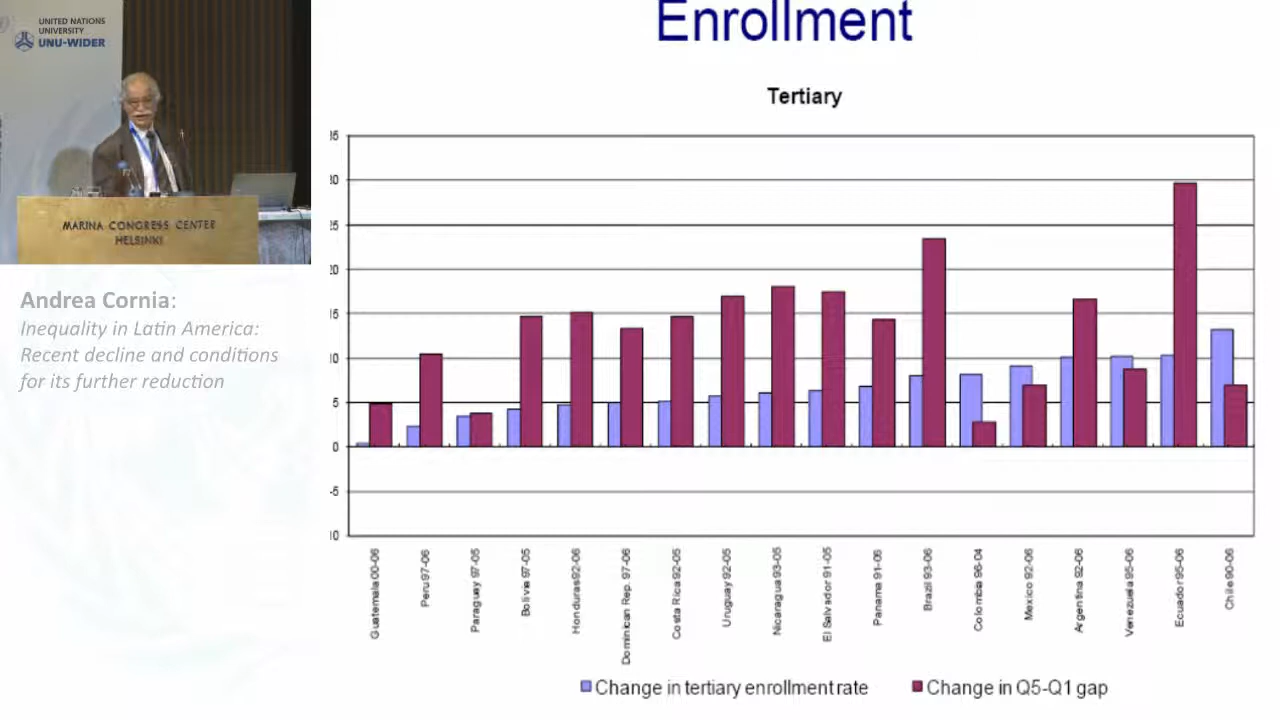 UNITED NATIONS
UNIVERSITY
UNU-WIDER
MARINA CONGRESS CENTER
HELSINKI
Andrea Cornia:
Inequality in Latin America:
Recent decline and conditions
for its further reduction
Enrollment
Tertiary
35
30
25
20
15
10
5
0
-5
10
Guatemala 00-06
Peru 97-06
Paraguay 97-05
Bolivia 97-05
Honduras 92-06
Dominican Rep. 97-06
Costa Rica 92-05
Uruguay 92-05
Nicaragua 93-05
El Salvador 91-05
Panama 91-06
Brazil 93-06
Colombia 96-04
Mexico 92-06
Argentina 92-06
Venezuela 95-06
Ecuador 95-06
Chile 90-06
Change in tertiary enrollment rate
Change in Q5-Q1 gap